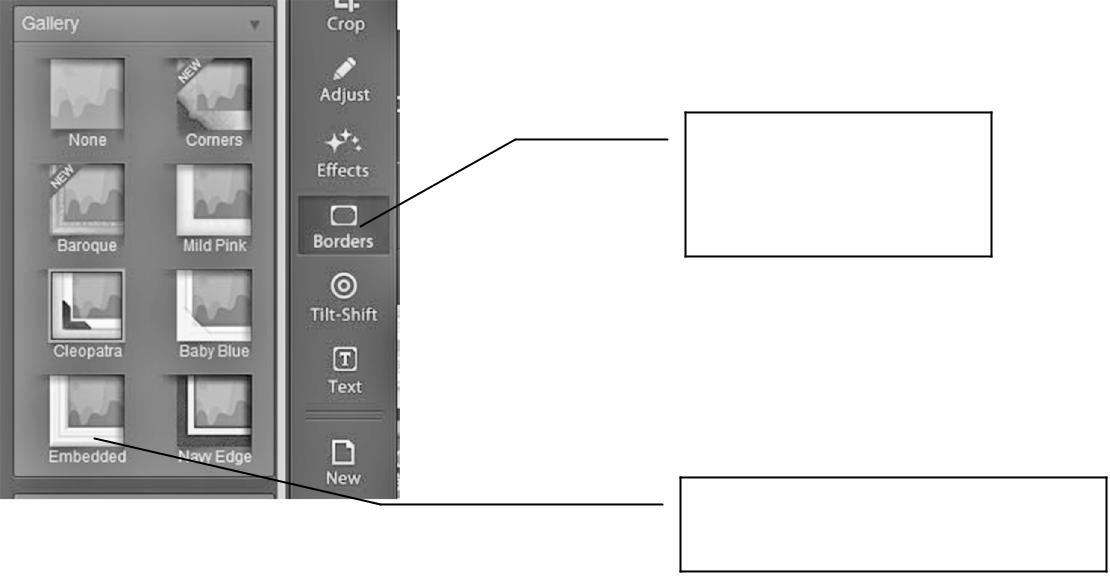 Gallery
None
NEW
Corners
NEW
Baroque
Mild Pink
Cleopatra
Baby Blue
Embedded
Navy Edge
Crop
Adjust
Effects
Borders
Tilt-Shift
T
Text
New